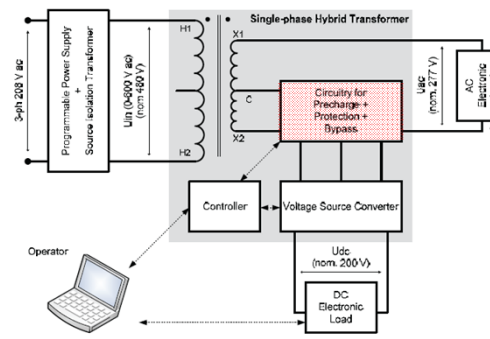 Single-phase Hybrid Transformer
3-ph 208 V ac
Programmable Power Supply
+
Source Isolation Transformer
Uin (0-600 V ac)
(nom 480 V)
H1
H2
X1
C
X2
Circuitry for
Precharge +
Protection +
Bypass
Uac
(nom. 277 V)
AC
Electronic
Controller
Voltage Source Converter
Operator
Udc
(nom. 200 V)
DC
Electronic
Load